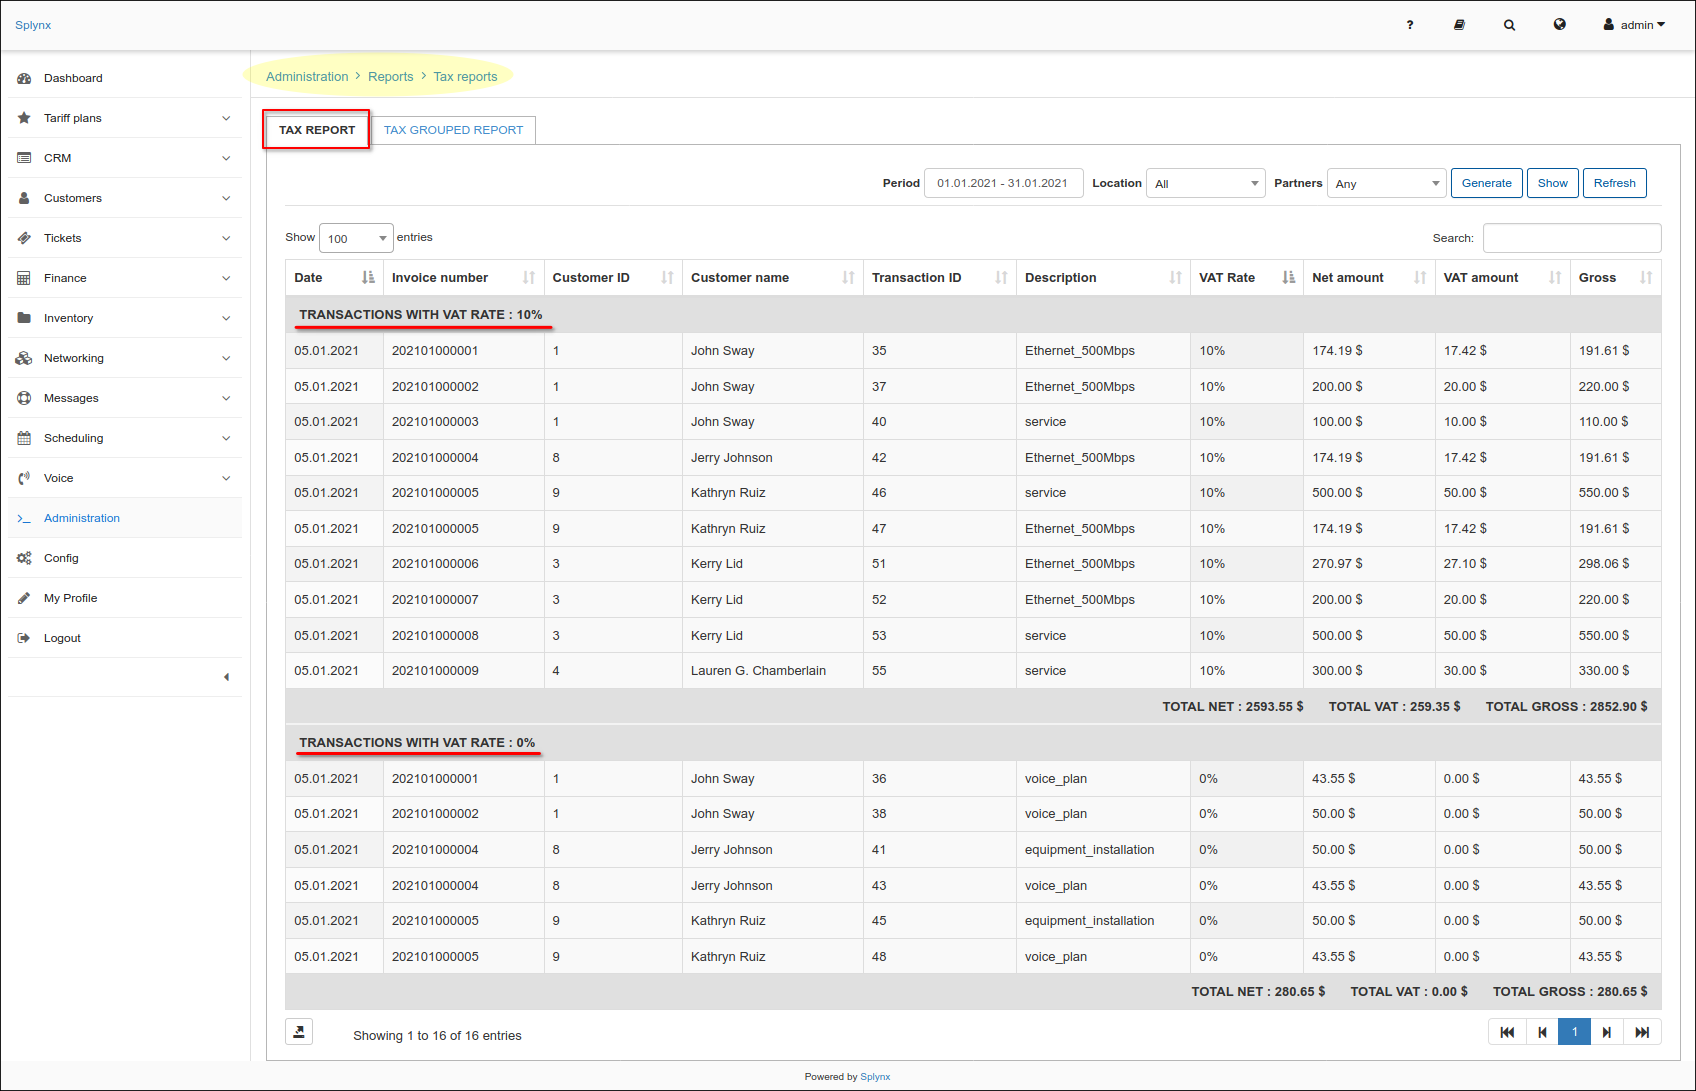 Splynx
? admin
Dashboard
Tariff plans
CRM
Customers
Tickets
Finance
Inventory
Networking
Messages
Scheduling
Voice
Administration
Config
My Profile
Logout
Administration > Reports > Tax reports
TAX REPORT TAX GROUPED REPORT
Period 01.01.2021 - 31.01.2021 Location All Partners Any Generate Show Refresh
Show 100 entries Search:
Date Invoice number Customer ID Customer name Transaction ID Description VAT Rate Net amount VAT amount Gross
TRANSACTIONS WITH VAT RATE : 10%
05.01.2021 202101000001 1 John Sway 35 Ethernet_500Mbps 10% 174.19 $ 17.42 $ 191.61 $
05.01.2021 202101000002 1 John Sway 37 Ethernet_500Mbps 10% 200.00 $ 20.00 $ 220.00 $
05.01.2021 202101000003 1 John Sway 40 service 10% 100.00 $ 10.00 $ 110.00 $
05.01.2021 202101000004 8 Jerry Johnson 42 Ethernet_500Mbps 10% 174.19 $ 17.42 $ 191.61 $
05.01.2021 202101000005 9 Kathryn Ruiz 46 service 10% 500.00 $ 50.00 $ 550.00 $
05.01.2021 202101000005 9 Kathryn Ruiz 47 Ethernet_500Mbps 10% 174.19 $ 17.42 $ 191.61 $
05.01.2021 202101000006 3 Kerry Lid 51 Ethernet_500Mbps 10% 270.97 $ 27.10 $ 298.06 $
05.01.2021 202101000007 3 Kerry Lid 52 Ethernet_500Mbps 10% 200.00 $ 20.00 $ 220.00 $
05.01.2021 202101000008 3 Kerry Lid 53 service 10% 500.00 $ 50.00 $ 550.00 $
05.01.2021 202101000009 4 Lauren G. Chamberlain 55 service 10% 300.00 $ 30.00 $ 330.00 $
TOTAL NET : 2593.55 $ TOTAL VAT : 259.35 $ TOTAL GROSS : 2852.90 $
TRANSACTIONS WITH VAT RATE : 0%
05.01.2021 202101000001 1 John Sway 36 voice_plan 0% 43.55 $ 0.00 $ 43.55 $
05.01.2021 202101000002 1 John Sway 38 voice_plan 0% 50.00 $ 0.00 $ 50.00 $
05.01.2021 202101000004 8 Jerry Johnson 41 equipment_installation 0% 50.00 $ 0.00 $ 50.00 $
05.01.2021 202101000004 8 Jerry Johnson 43 voice_plan 0% 43.55 $ 0.00 $ 43.55 $
05.01.2021 202101000005 9 Kathryn Ruiz 45 equipment_installation 0% 50.00 $ 0.00 $ 50.00 $
05.01.2021 202101000005 9 Kathryn Ruiz 48 voice_plan 0% 43.55 $ 0.00 $ 43.55 $
TOTAL NET : 280.65 $ TOTAL VAT : 0.00 $ TOTAL GROSS : 280.65 $
Showing 1 to 16 of 16 entries 1
Powered by Splynx